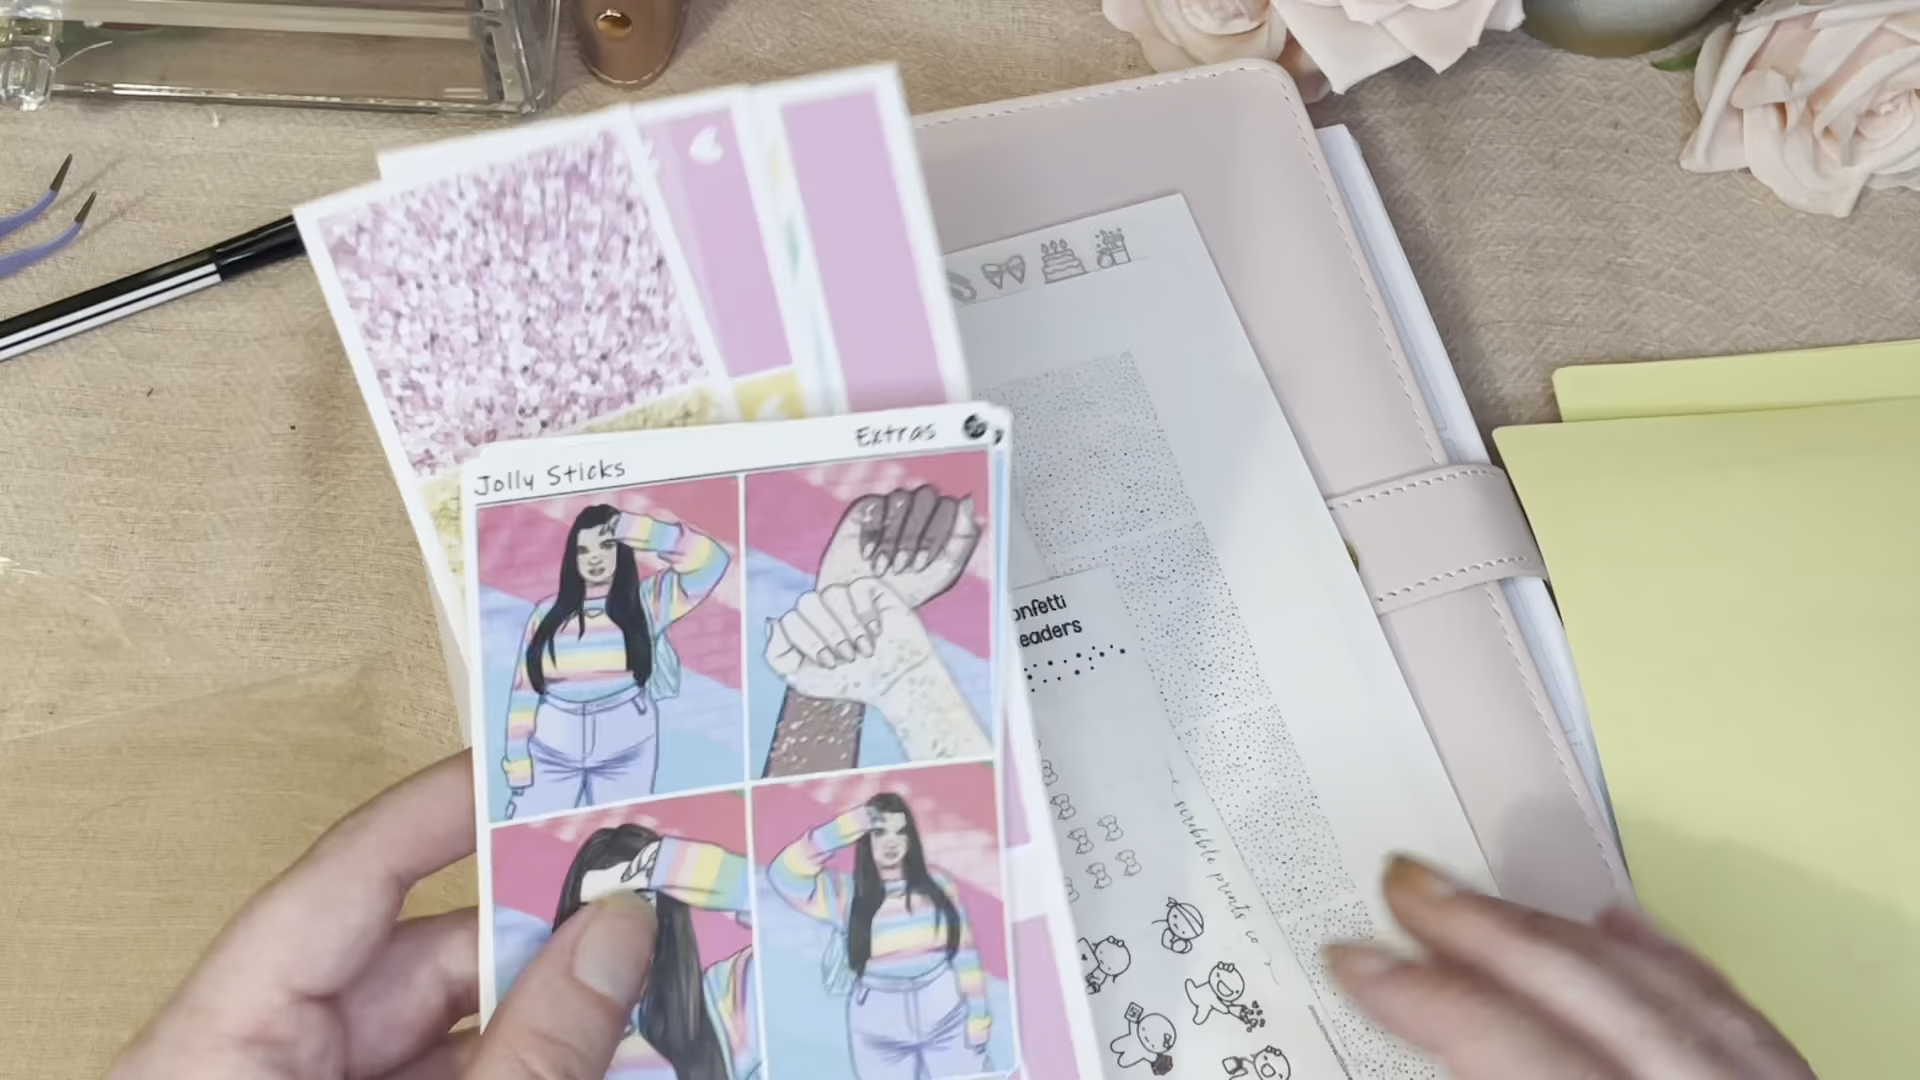 Extras
Jolly Sticks
onfetti
eaders
scribble prints co